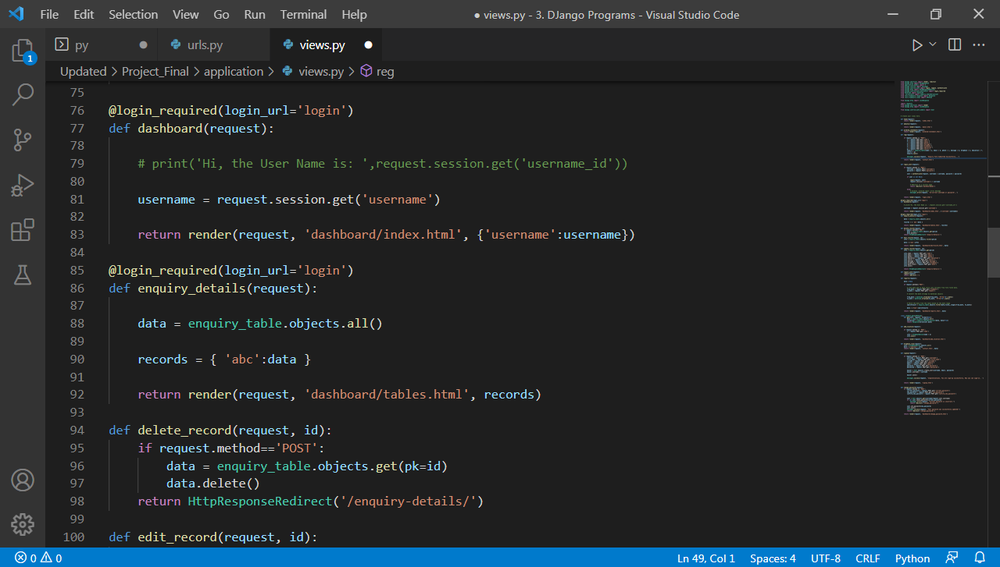 File Edit Selection View Go Run Terminal Help ● views.py - 3. DJango Programs - Visual Studio Code
py urls.py views.py
Updated > Project_Final > application > views.py > reg
1
75
76 @login_required(login_url='login')
77 def dashboard(request):
78
79 # print('Hi, the User Name is: ',request.session.get('username_id'))
80
81 username = request.session.get('username')
82
83 return render(request, 'dashboard/index.html', {'username':username})
84
85 @login_required(login_url='login')
86 def enquiry_details(request):
87
88 data = enquiry_table.objects.all()
89
90 records = { 'abc':data }
91
92 return render(request, 'dashboard/tables.html', records)
93
94 def delete_record(request, id):
95 if request.method=='POST':
96 data = enquiry_table.objects.get(pk=id)
97 data.delete()
98 return HttpResponseRedirect('/enquiry-details/')
99
100 def edit_record(request, id):
0 0 Ln 49, Col 1 Spaces: 4 UTF-8 CRLF Python